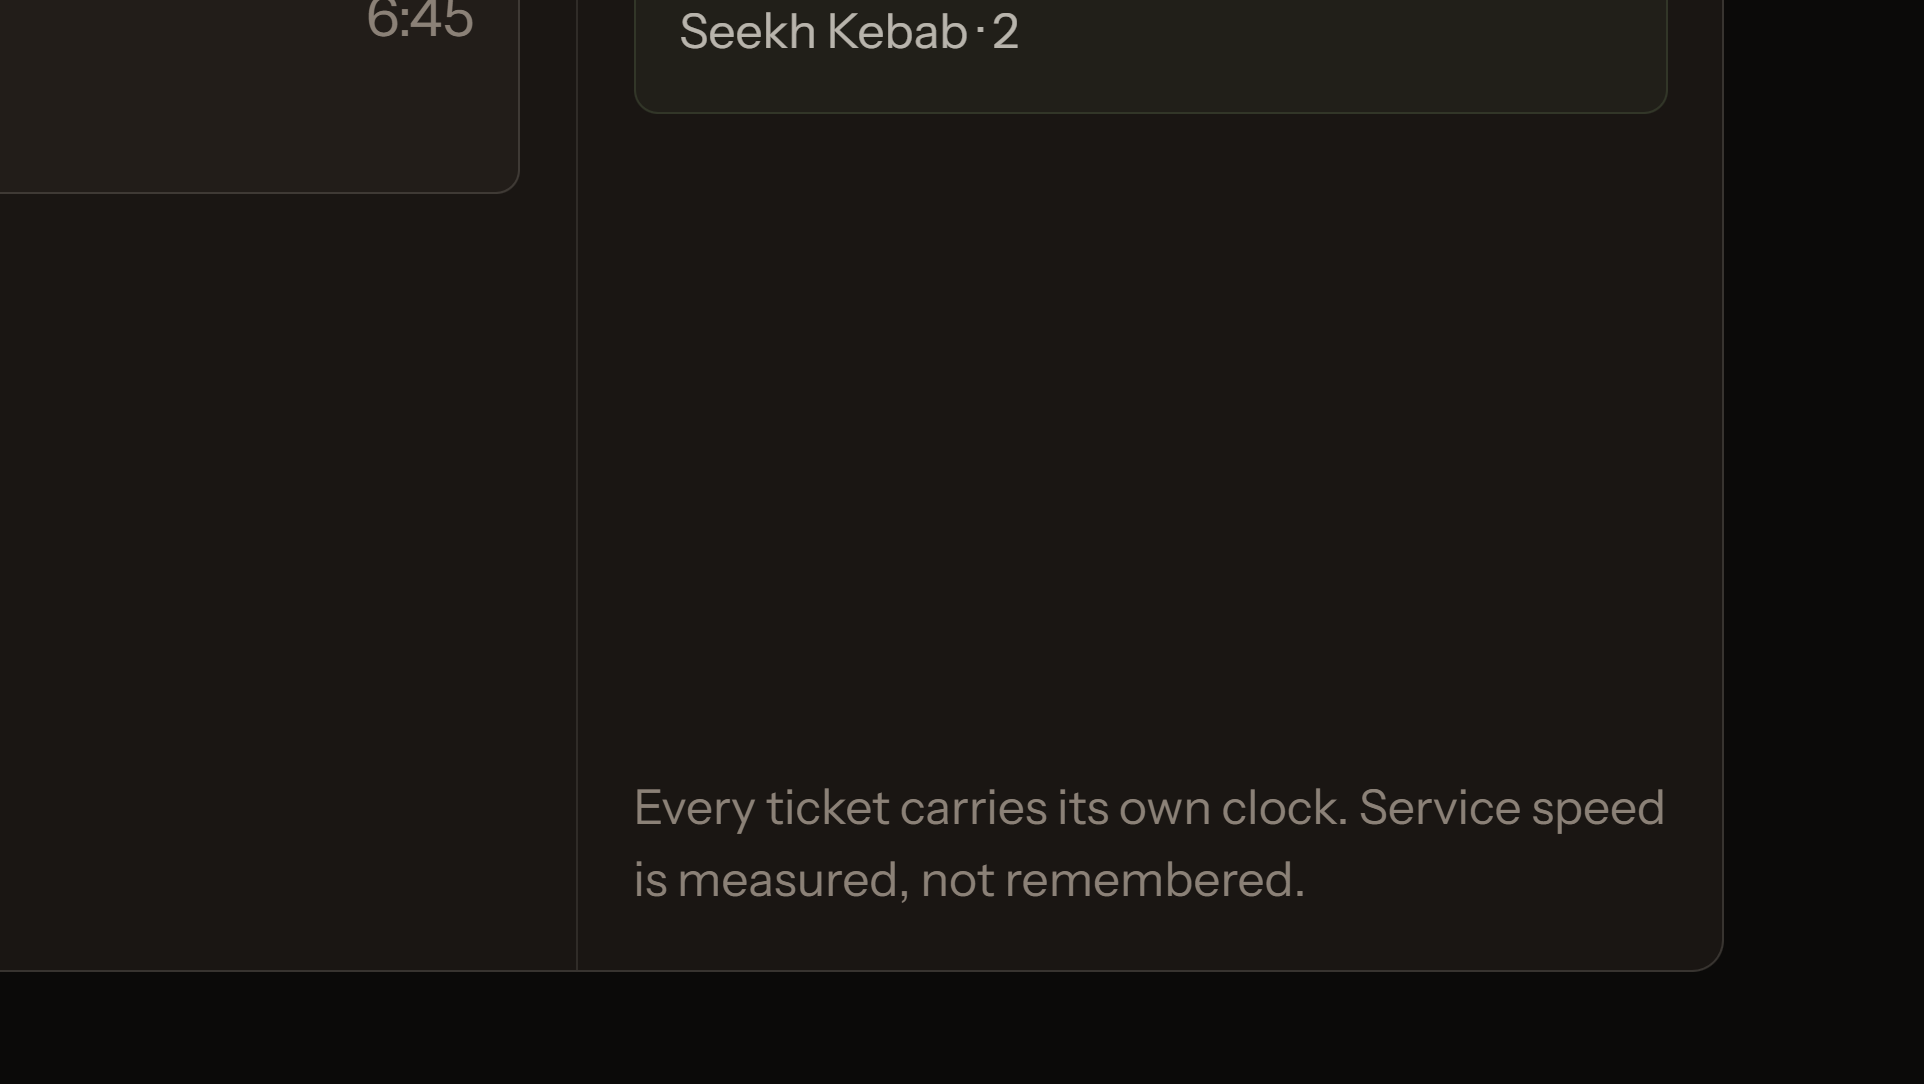 6:45
Seekh Kebab · 2
Every ticket carries its own clock. Service speed
is measured, not remembered.